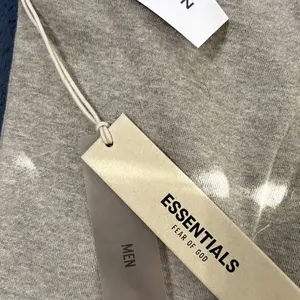 ESSENTIALS
FEAR OF GOD
MEN